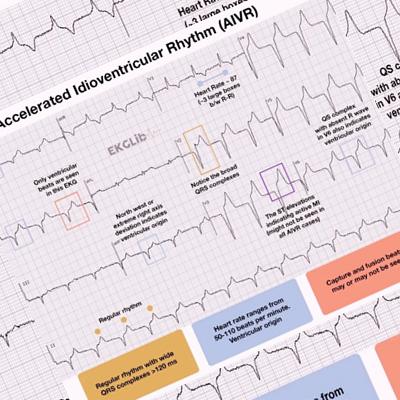 Heart R
(~3 large boxes
Accelerated Idioventricular Rhythm (AIVR)
Heart Rate ~ 87
(~3 large boxes
b/w R-R)
EKGLib
Only ventricular
beats are seen
in this EKG
Notice the broad
QRS complexes
QS complex
with absent R wave
in V6 also indicates
ventricular origin
QS c
with ab
in V6 a
ven
North west or
extreme right axis
deviation indicates
ventricular origin
The ST elevations
indicating active MI
(might not be seen in
all AIVR cases)
Regular rhythm
Regular rhythm with wide
QRS complexes >120 ms
Heart rate ranges from
50-110 beats per minute.
Ventricular origin
Capture and fusion beat
may or may not be see
s from